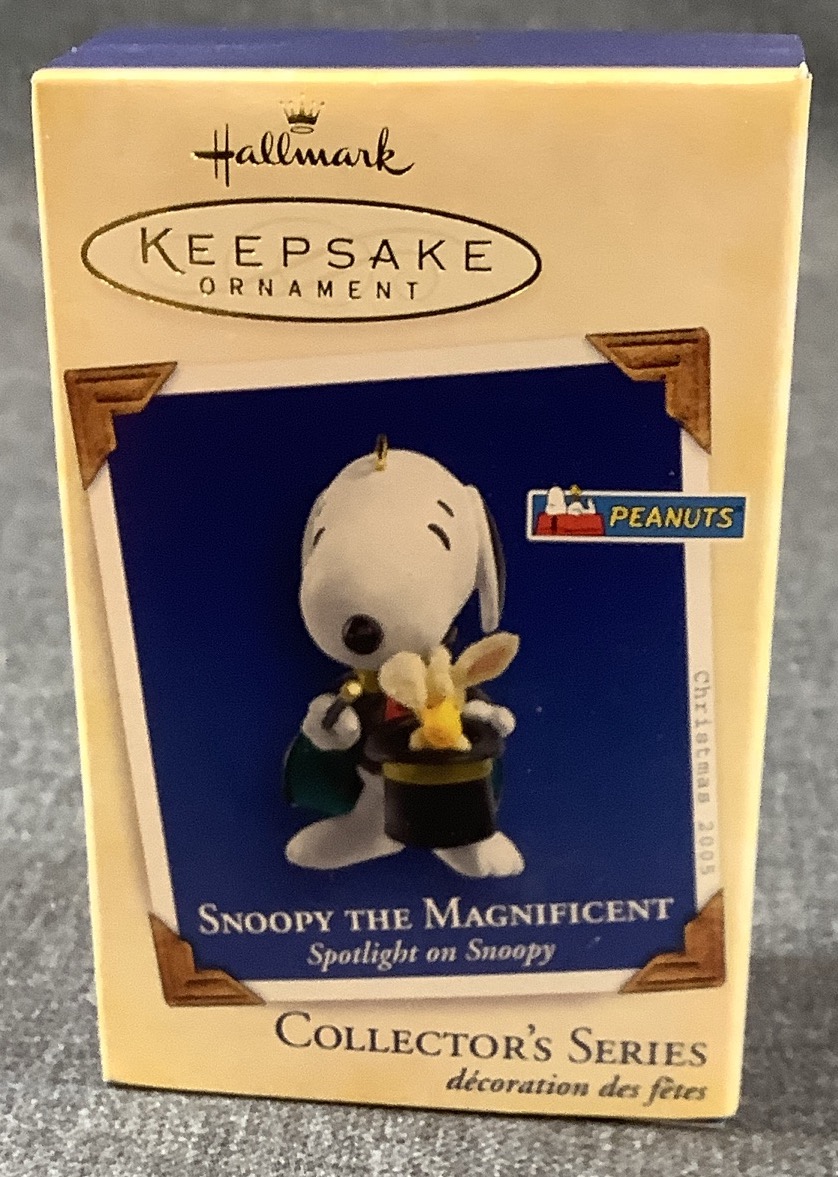 Hallmark
KEEPSAKE
ORNAMENT
PEANUTS
Christmas 2005
SNOOPY THE MAGNIFICENT
Spotlight on Snoopy
COLLECTOR'S SERIES
décoration des fêtes